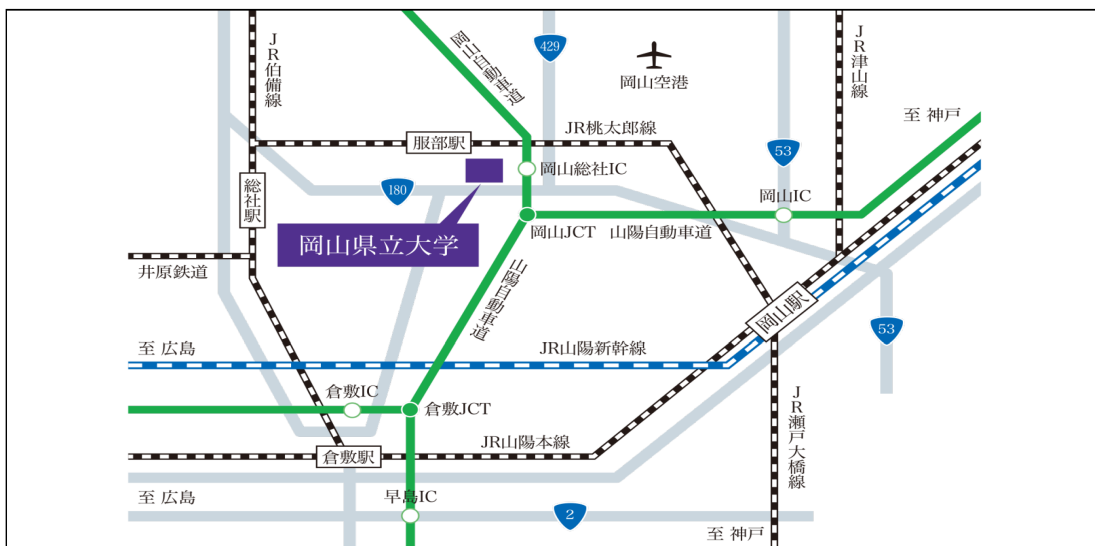 JR伯備線
岡山自動車道
429
岡山空港
JR津山線
至 神戸
服部駅
JR桃太郎線
53
岡山総社IC
180
総社駅
岡山IC
岡山県立大学
岡山JCT
山陽自動車道
井原鉄道
山陽自動車道
岡山駅
53
至 広島
JR山陽新幹線
倉敷IC
倉敷JCT
JR瀬戸大橋線
JR山陽本線
倉敷駅
至 広島
早島IC
2
至 神戸